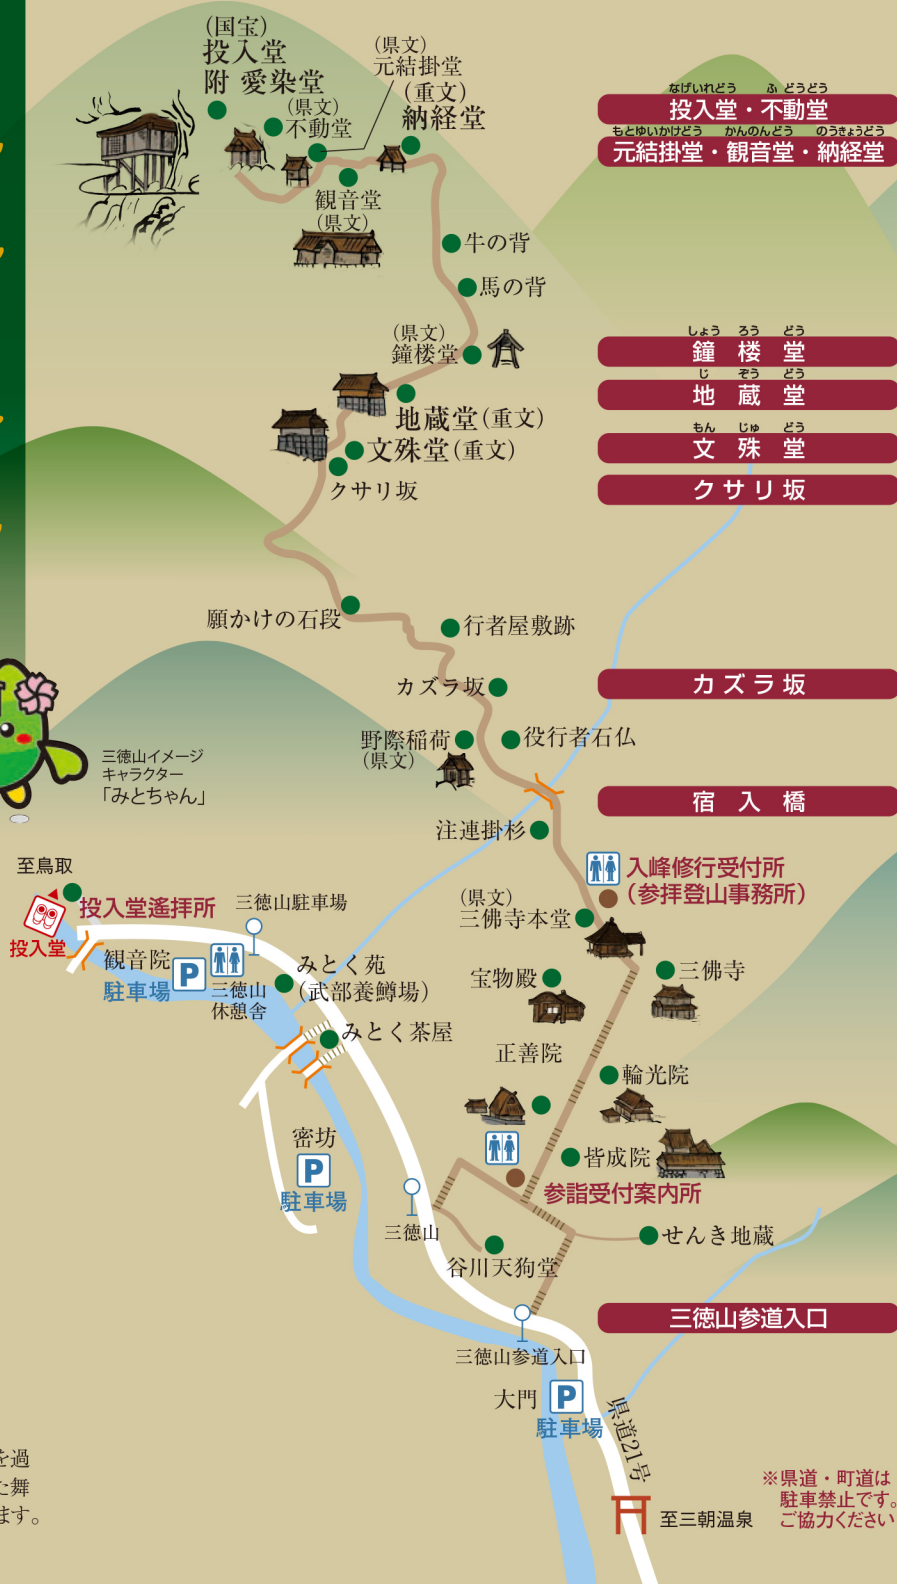 (国宝)
投入堂
附 愛染堂
(県文)
不動堂
(県文)
元結掛堂
(重文)
納経堂
観音堂
(県文)
なげいれどう ふ どうどう
投入堂・不動堂
もとゆいかけどう かんのんどう のうきょうどう
元結掛堂・観音堂・納経堂
牛の背
馬の背
(県文)
鐘楼堂
しょう ろう どう
鐘楼堂
じ ぞう どう
地蔵堂
地蔵堂(重文)
もん じゅ どう
文殊堂
文殊堂(重文)
クサリ坂
クサリ坂
願かけの石段
行者屋敷跡
カズラ坂
カズラ坂
野際稲荷
(県文)
役行者石仏
三徳山イメージ
キャラクター
「みとちゃん」
宿入橋
注連掛杉
入峰修行受付所
(参拝登山事務所)
(県文)
三佛寺本堂
至鳥取
投入堂遙拝所
投入堂
三徳山駐車場
観音院
P
駐車場
三徳山
休憩舎
みとく苑
(武部養鱒場)
みとく茶屋
宝物殿
三佛寺
正善院
輪光院
皆成院
参詣受付案内所
密坊
P
駐車場
三徳山
谷川天狗堂
せんき地蔵
三徳山参道入口
三徳山参道入口
大門
P
駐車場
県道21号
至三朝温泉
※県道・町道は
駐車禁止です。
ご協力ください
を過
た舞
ます。